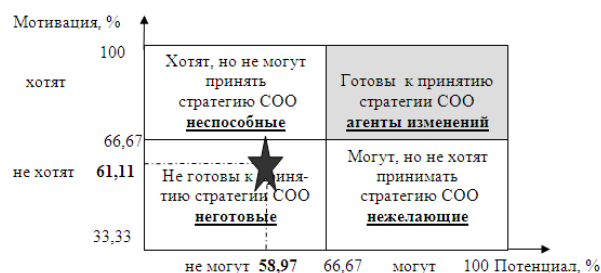 Мотивация, %
100
хотят
Хотят, но не могут
принять
стратегию СОО
неспособные
Готовы к принятию
стратегии СОО
агенты изменений
66,67
не хотят 61,11
Не готовы к приня-
тию стратегии СОО
неготовые
Могут, но не хотят
принимать
стратегию СОО
нежелающие
33,33
не могут 58,97 66,67 могут 100 Потенциал, %